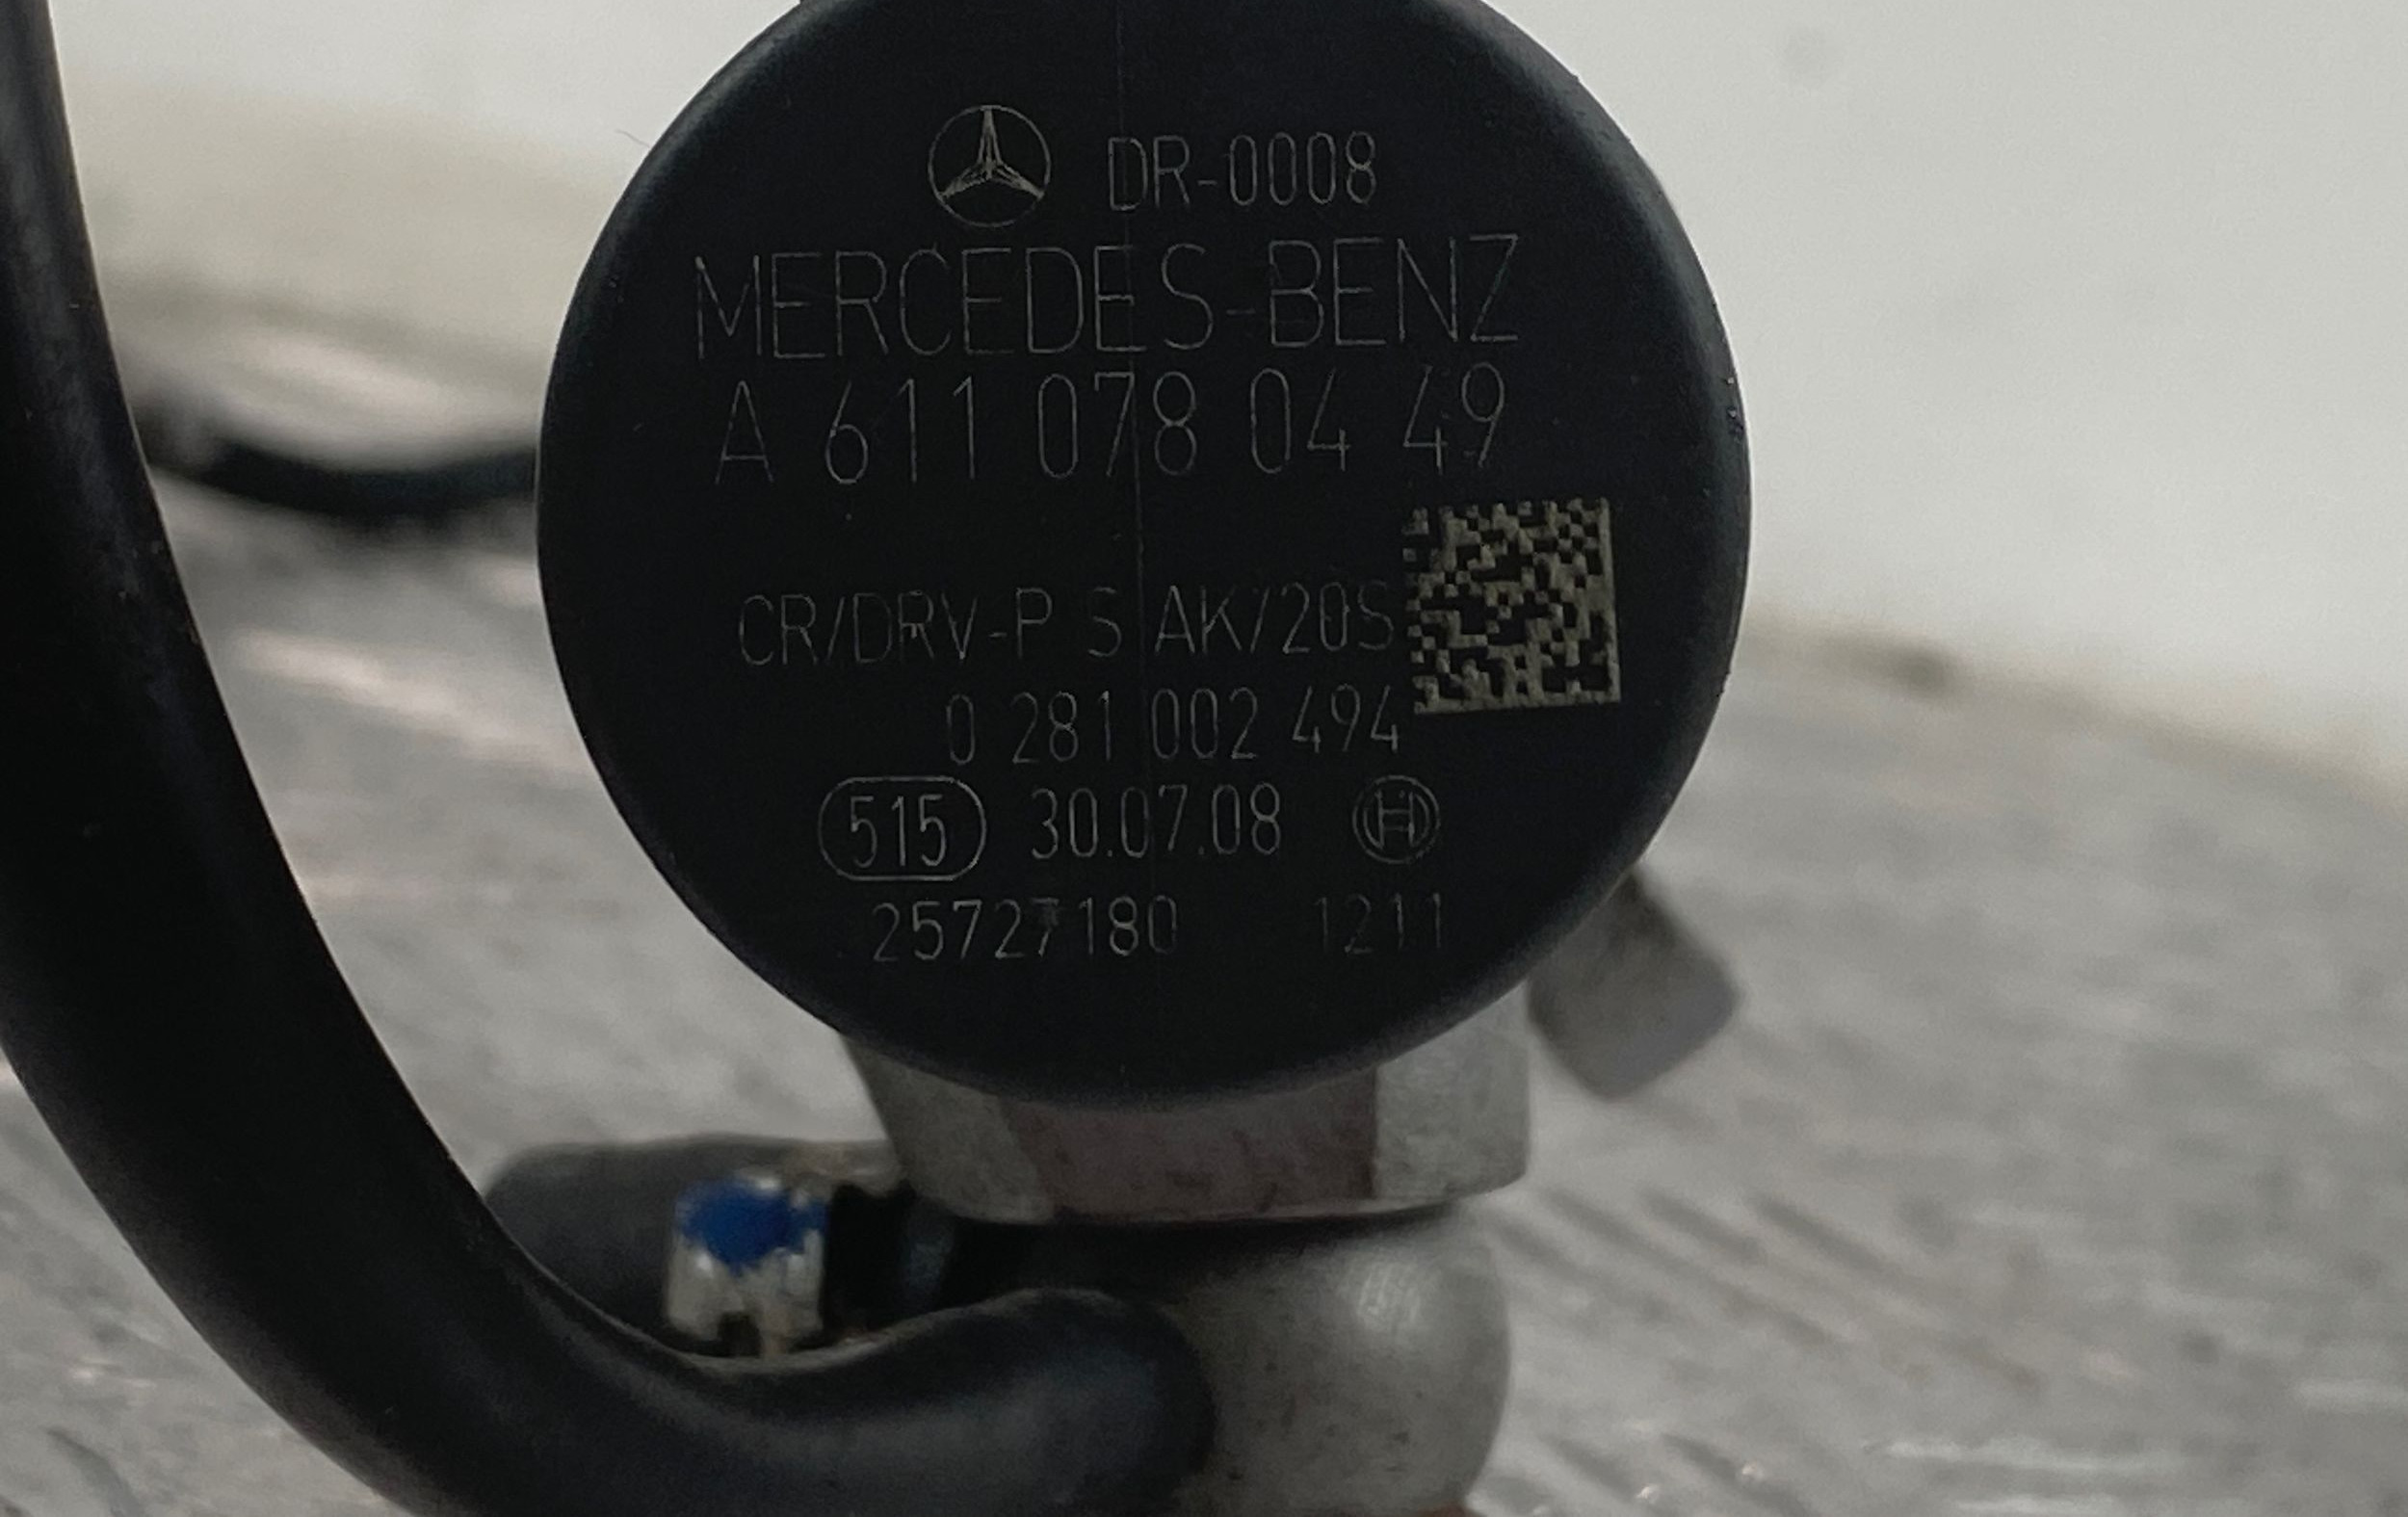 DR-0008
MERCEDES-BENZ
A 611 078 04 49
CR/DRV-P S AK/20S
0 281 002 494
515 30.07.08
25727180 1211